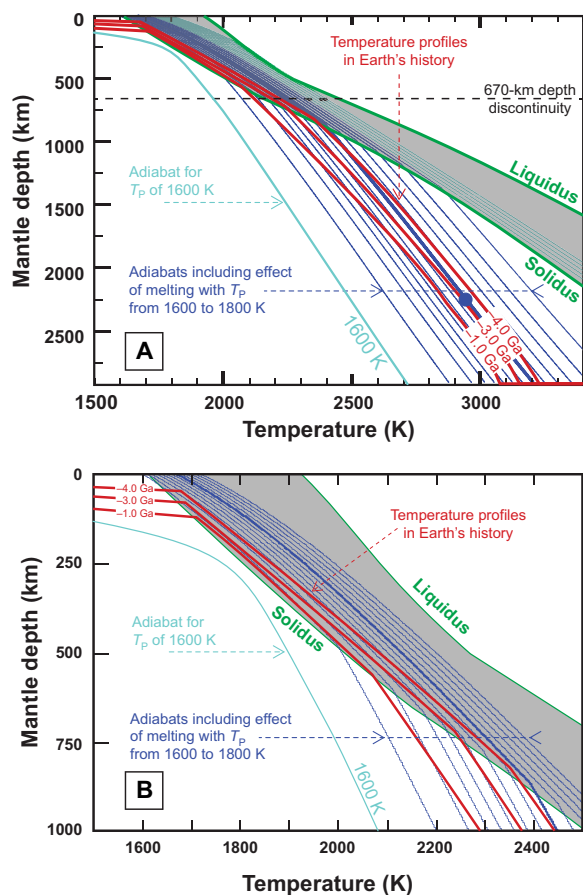 0
500
1000
1500
2000
2500
Mantle depth (km)
Temperature profiles
in Earth's history
670-km depth
discontinuity
Adiabat for
TP of 1600 K
Liquidus
Solidus
Adiabats including effect
of melting with TP
from 1600 to 1800 K
1600 K
–4.0 Ga
–3.0 Ga
–1.0 Ga
A
1500
2000
2500
3000
Temperature (K)
0
250
500
750
1000
Mantle depth (km)
–4.0 Ga
–3.0 Ga
–1.0 Ga
Temperature profiles
in Earth's history
Adiabat for
TP of 1600 K
Liquidus
Solidus
Adiabats including effect
of melting with TP
from 1600 to 1800 K
1600 K
B
1600
1800
2000
2200
2400
Temperature (K)